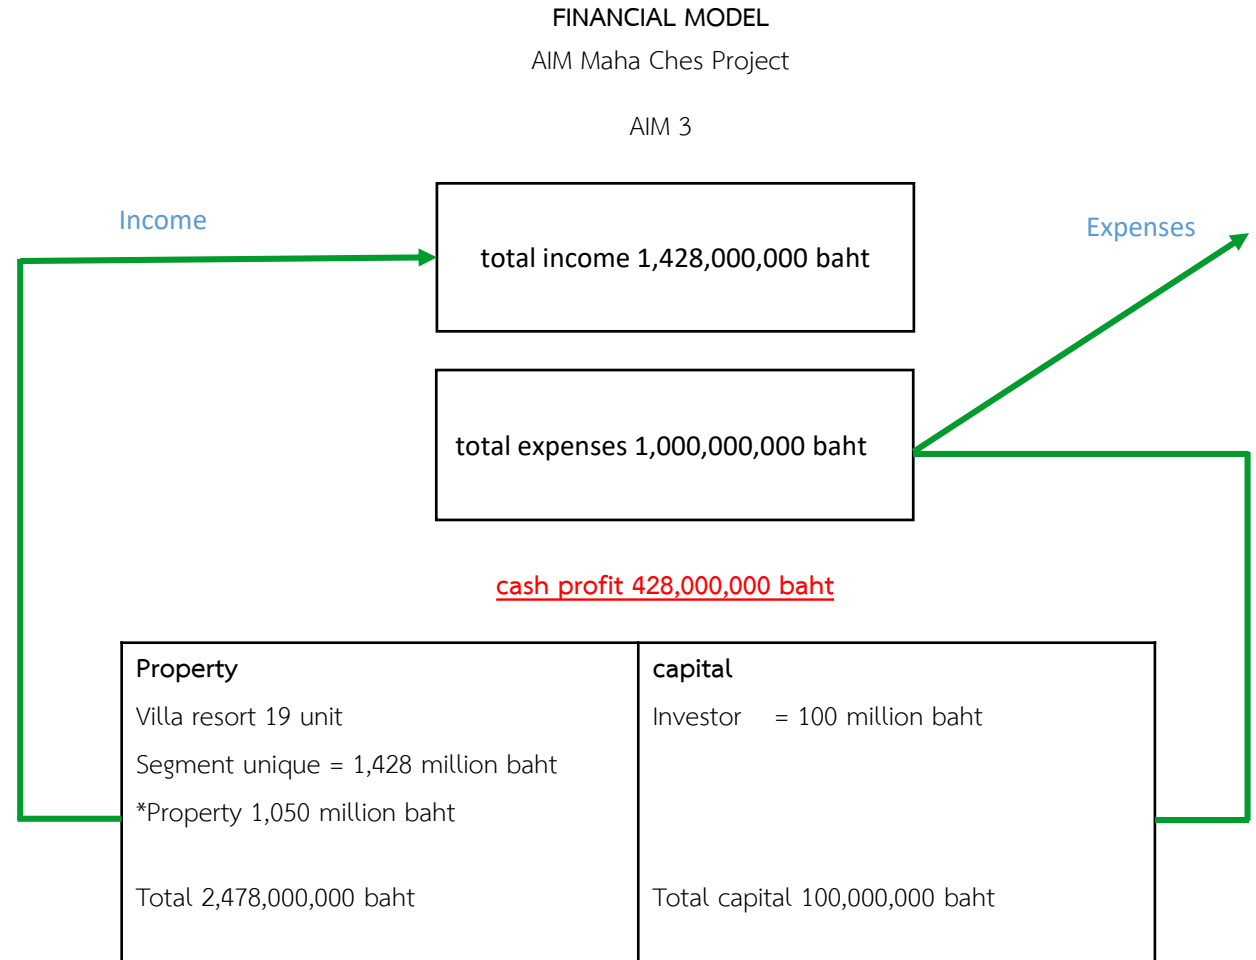 FINANCIAL MODEL
AIM Maha Ches Project
AIM 3
Income
Expenses
total income 1,428,000,000 baht
total expenses 1,000,000,000 baht
cash profit 428,000,000 baht
Property
Villa resort 19 unit
Segment unique = 1,428 million baht
*Property 1,050 million baht
Total 2,478,000,000 baht
capital
Investor = 100 million baht
Total capital 100,000,000 baht